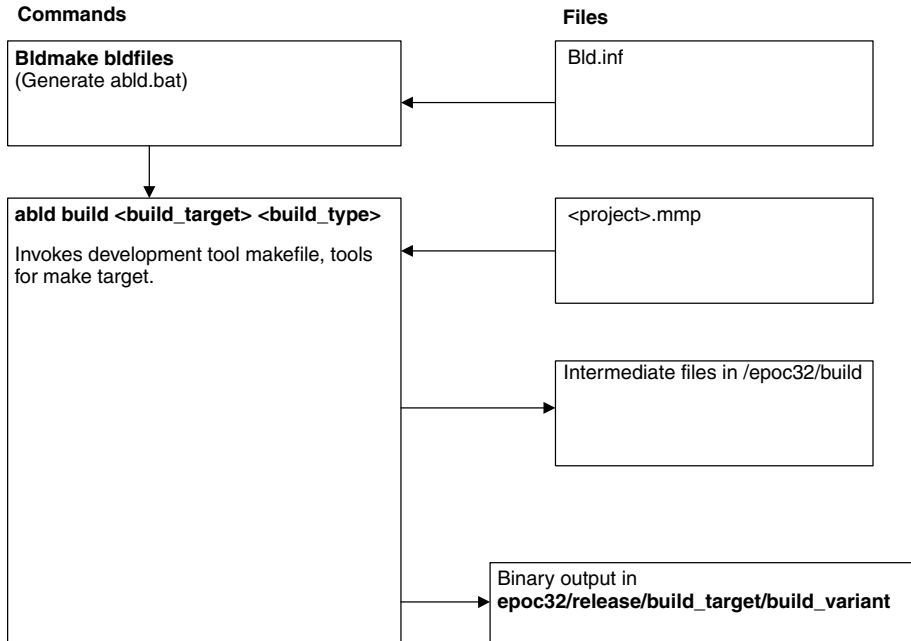 Commands
Files
Bldmake bldfiles
(Generate abld.bat)
Bld.inf
abld build <build_target> <build_type>
Invokes development tool makefile, tools
for make target.
<project>.mmp
Intermediate files in /epoc32/build
Binary output in
epoc32/release/build_target/build_variant